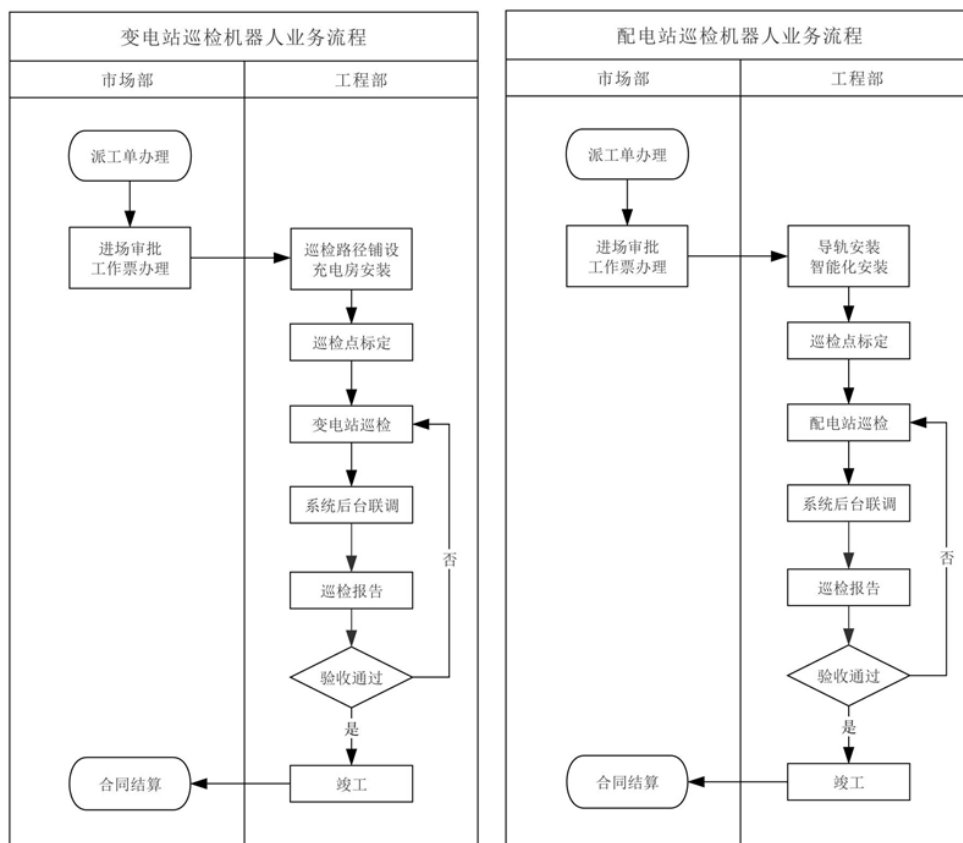 变电站巡检机器人业务流程
市场部
工程部
派工单办理
进场审批
工作票办理
巡检路径铺设
充电房安装
巡检点标定
变电站巡检
系统后台联调
否
巡检报告
验收通过
是
合同结算
竣工
配电站巡检机器人业务流程
市场部
工程部
派工单办理
进场审批
工作票办理
导轨安装
智能化安装
巡检点标定
配电站巡检
系统后台联调
否
巡检报告
验收通过
是
合同结算
竣工